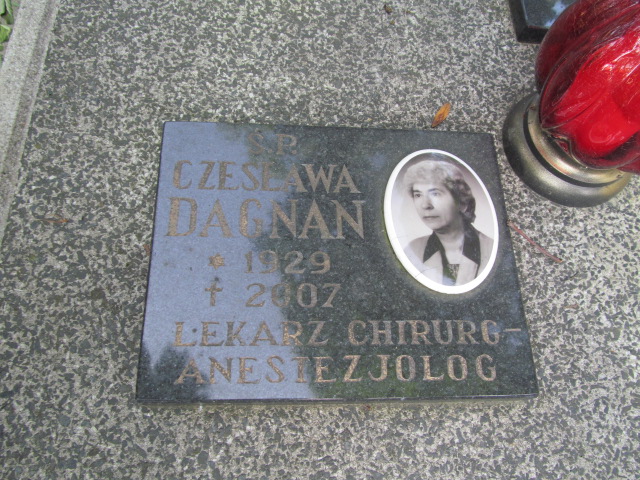 Ś.P.
CZESŁAWA
DAGNAN
* 1929
† 2007
LEKARZ CHIRURG-
ANESTEZJOLOG